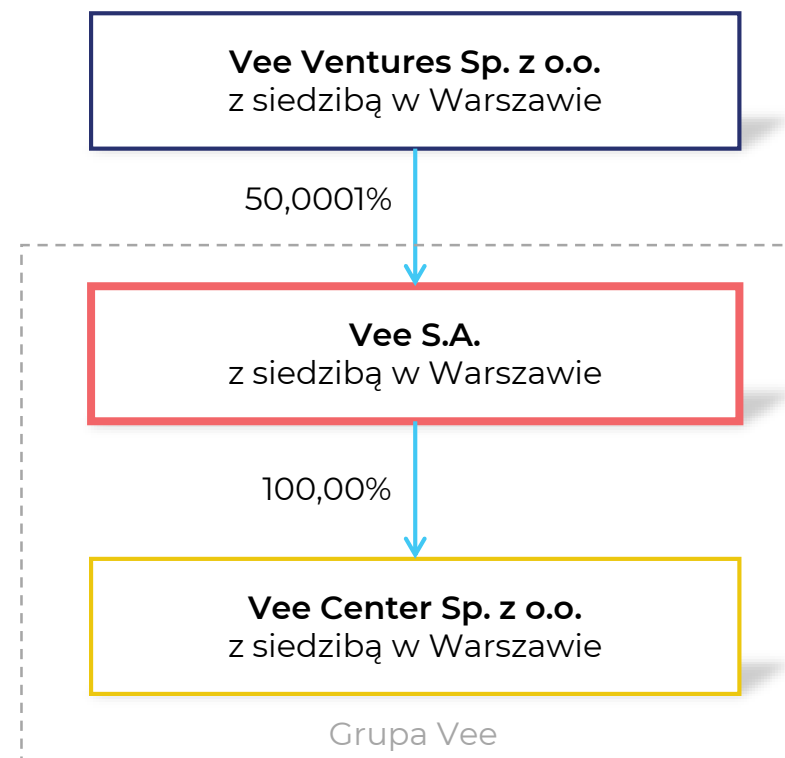 Vee Ventures Sp. z o.o.
z siedzibą w Warszawie
50,0001%
Vee S.A.
z siedzibą w Warszawie
100,00%
Vee Center Sp. z o.o.
z siedzibą w Warszawie
Grupa Vee